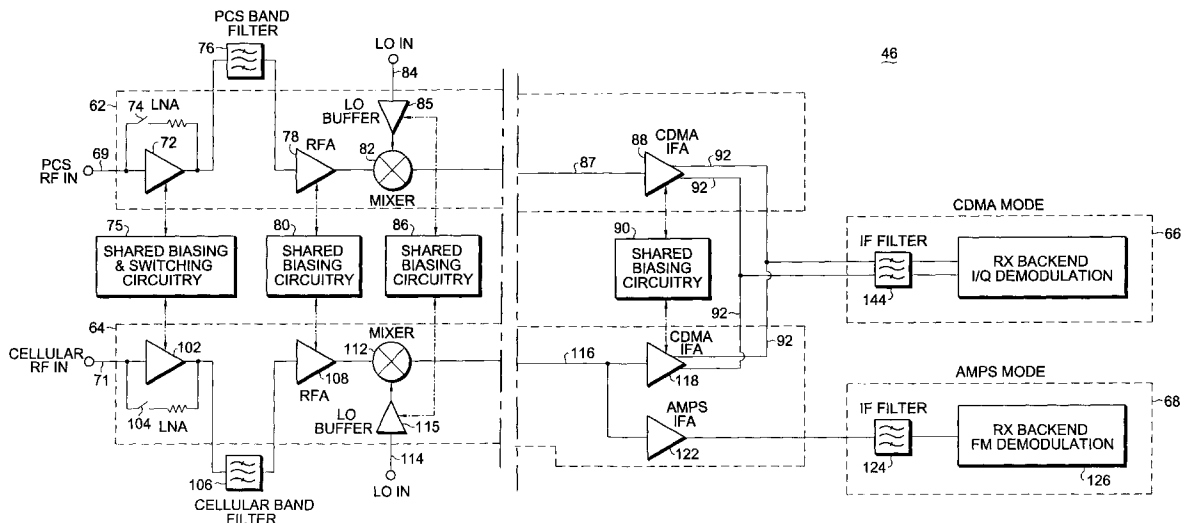 PCS BAND
FILTER
76
LO IN
84
46
62
74 LNA
72
69
PCS
RF IN
78 RFA
LO
BUFFER
85
82
MIXER
87
88
CDMA
IFA
92
92
75
SHARED BIASING
& SWITCHING
CIRCUITRY
80
SHARED
BIASING
CIRCUITRY
86
SHARED
BIASING
CIRCUITRY
90
SHARED
BIASING
CIRCUITRY
CDMA MODE
66
IF FILTER
144
RX BACKEND
I/Q DEMODULATION
92
92
64
CELLULAR
RF IN
71
102
104 LNA
108
RFA
MIXER
112
LO
BUFFER
115
114
LO IN
106
CELLULAR BAND
FILTER
116
CDMA
IFA
118
AMPS
IFA
122
AMPS MODE
68
IF FILTER
124
RX BACKEND
FM DEMODULATION
126